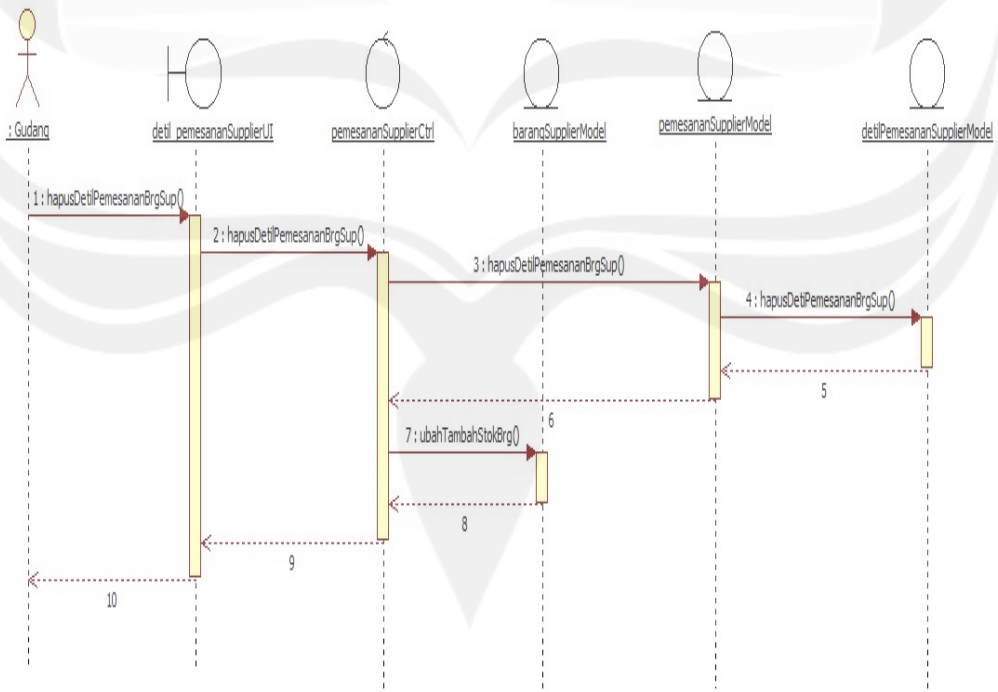 : Gudang
detil_pemesananSupplierUI
pemesananSupplierCtrl
barangSupplierModel
pemesananSupplierModel
detilPemesananSupplierModel
1 : hapusDetilPemesananBrgSup()
2 : hapusDetilPemesananBrgSup()
3 : hapusDetilPemesananBrgSup()
4 : hapusDetilPemesananBrgSup()
5
6
7 : ubahTambahStokBrg()
8
9
10